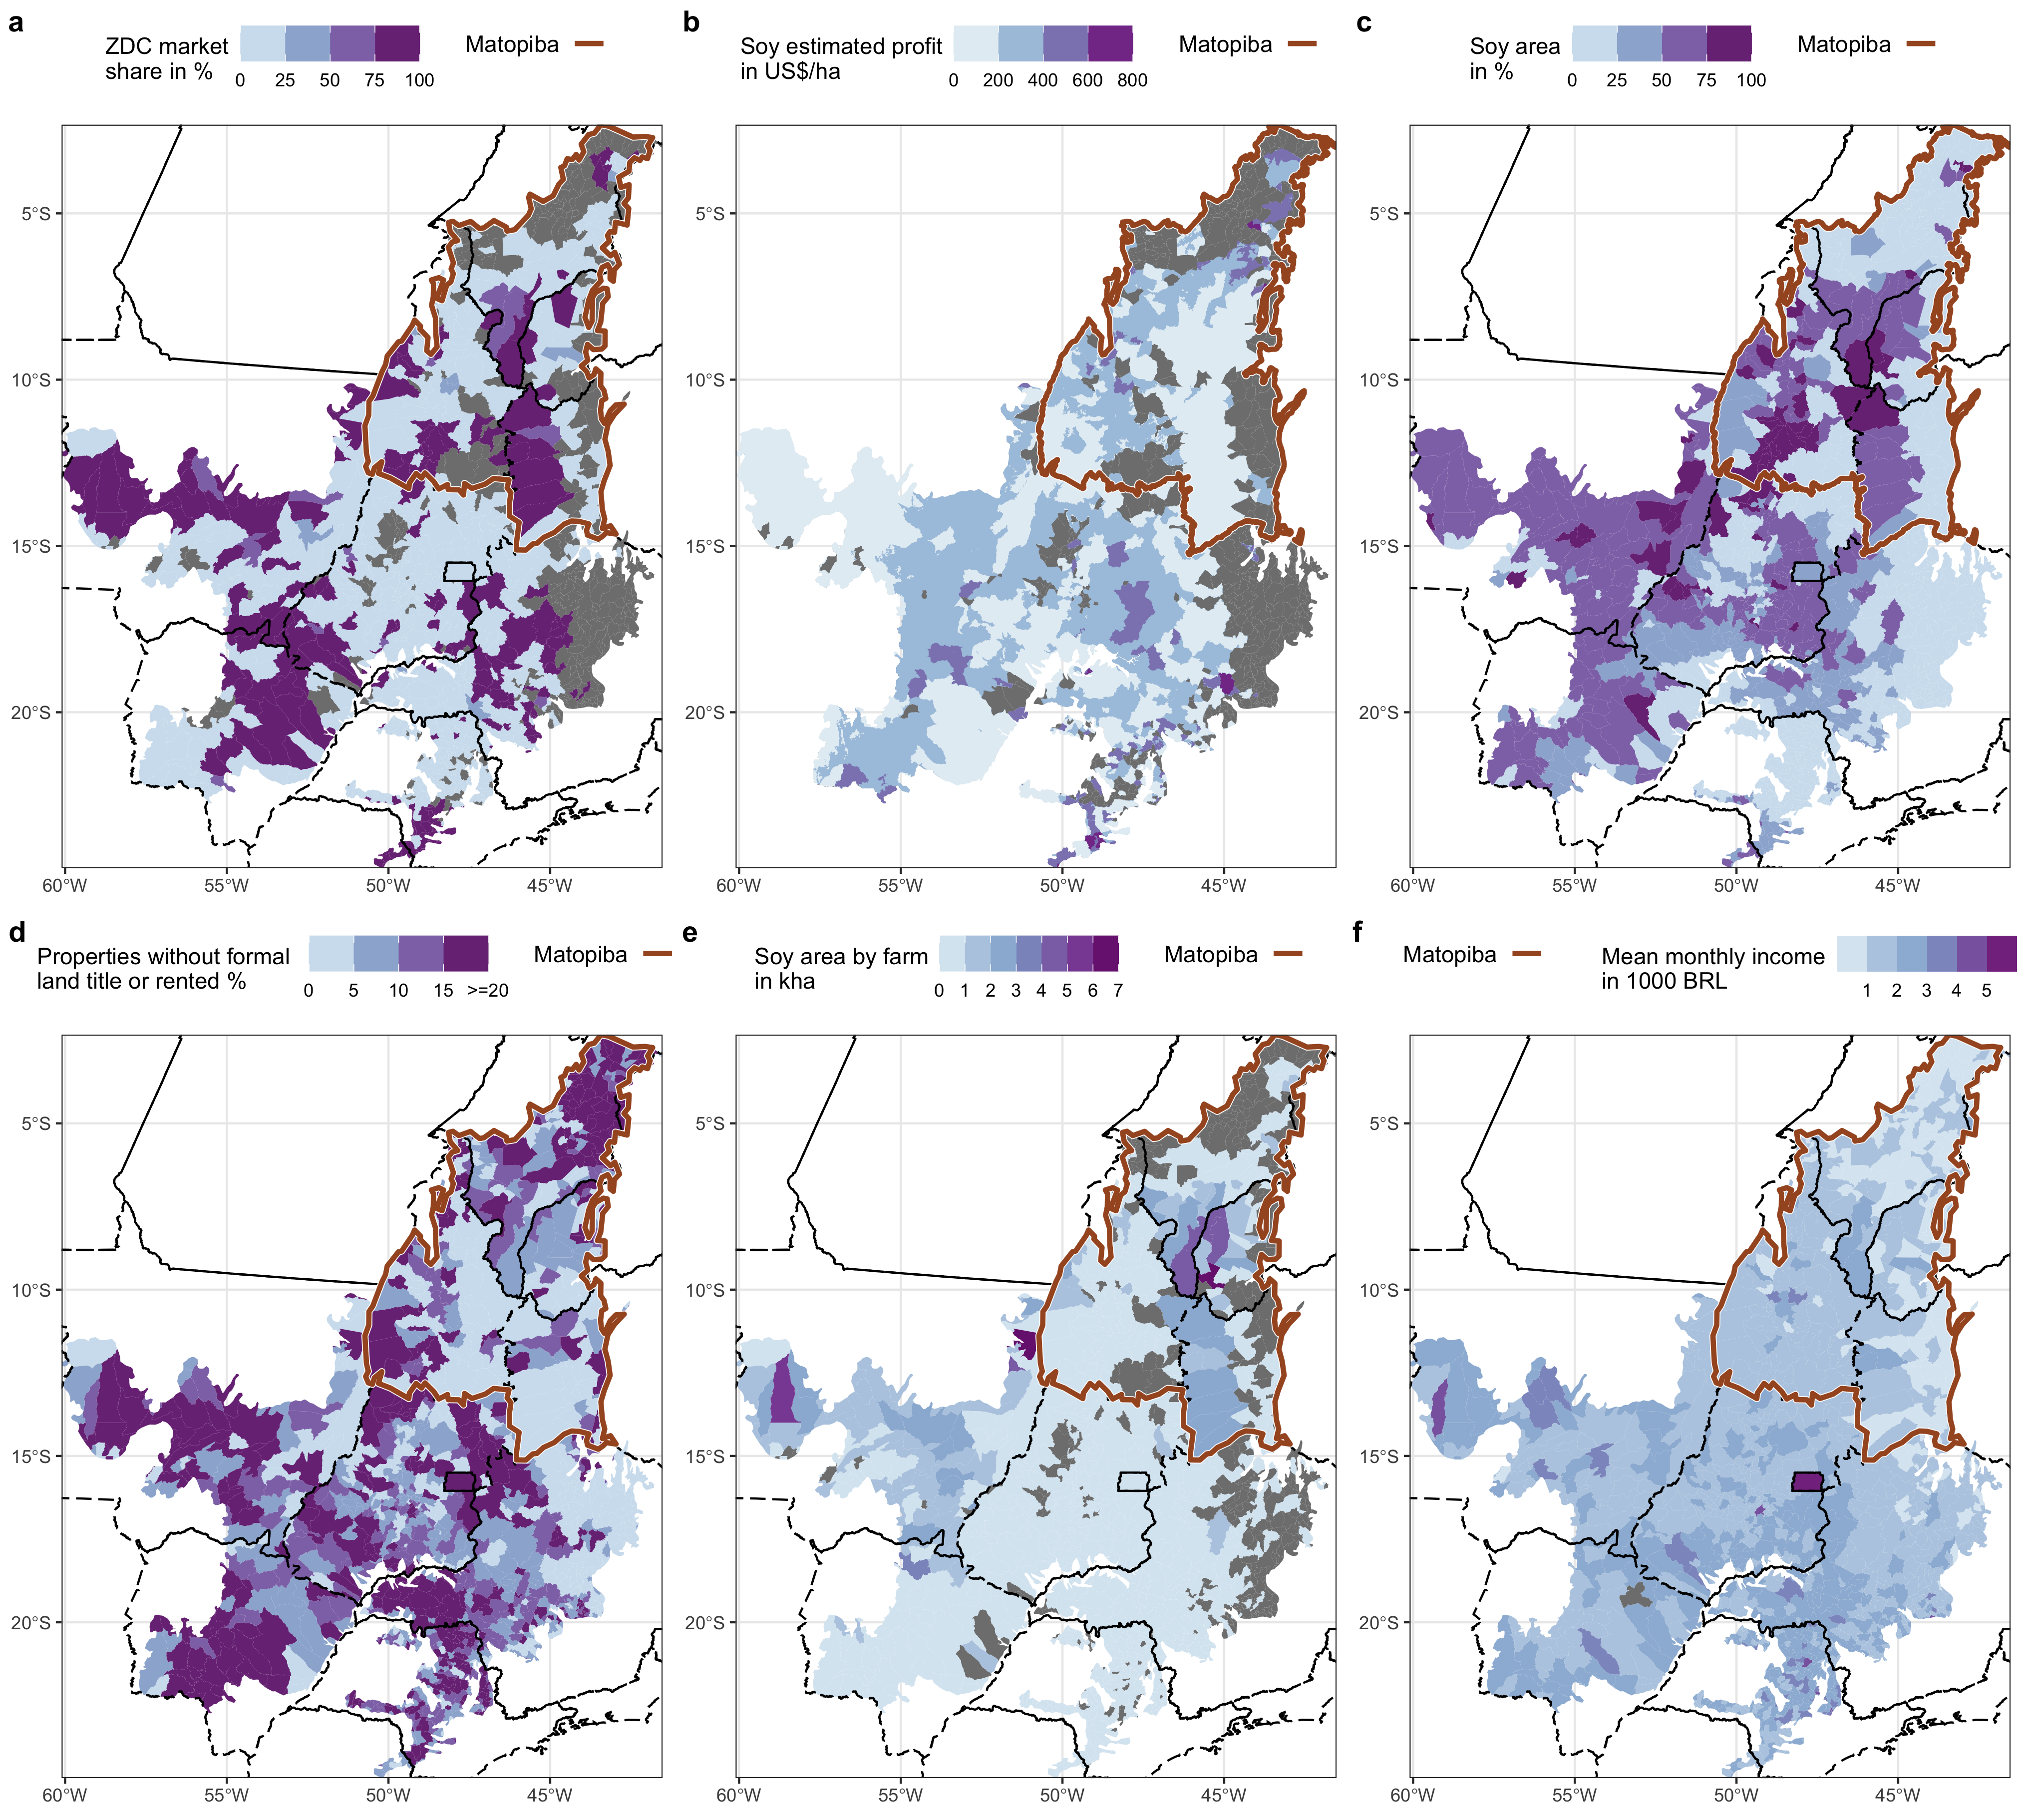 a
ZDC market
share in %
0 25 50 75 100
Matopiba
b
Soy estimated profit
in US$/ha
0 200 400 600 800
Matopiba
c
Soy area
in %
0 25 50 75 100
Matopiba
5°S
10°S
15°S
20°S
60°W 55°W 50°W 45°W
5°S
10°S
15°S
20°S
60°W 55°W 50°W 45°W
5°S
10°S
15°S
20°S
60°W 55°W 50°W 45°W
d
Properties without formal
land title or rented %
0 5 10 15 >=20
Matopiba
e
Soy area by farm
in kha
0 1 2 3 4 5 6 7
Matopiba
f
Matopiba
Mean monthly income
in 1000 BRL
1 2 3 4 5
5°S
10°S
15°S
20°S
60°W 55°W 50°W 45°W
5°S
10°S
15°S
20°S
60°W 55°W 50°W 45°W
5°S
10°S
15°S
20°S
60°W 55°W 50°W 45°W